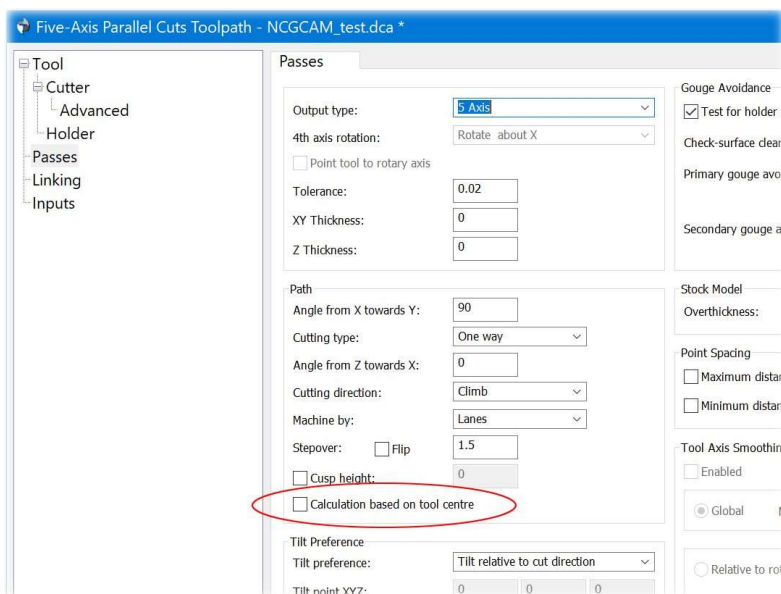 Five-Axis Parallel Cuts Toolpath - NCGCAM_test.dca *
Tool
Cutter
Advanced
Holder
Passes
Linking
Inputs
Passes
Output type: 5 Axis
4th axis rotation: Rotate about X
Point tool to rotary axis
Tolerance: 0.02
XY Thickness: 0
Z Thickness: 0
Path
Angle from X towards Y: 90
Cutting type: One way
Angle from Z towards X: 0
Cutting direction: Climb
Machine by: Lanes
Stepover: Flip 1.5
Cusp height: 0
Calculation based on tool centre
Tilt Preference
Tilt preference: Tilt relative to cut direction
Tilt point XYZ: 0 0 0
Gouge Avoidance
Test for holder
Check-surface clear
Primary gouge avo
Secondary gouge a
Stock Model
Overthickness:
Point Spacing
Maximum distan
Minimum distan
Tool Axis Smoothin
Enabled
Global
Relative to rot